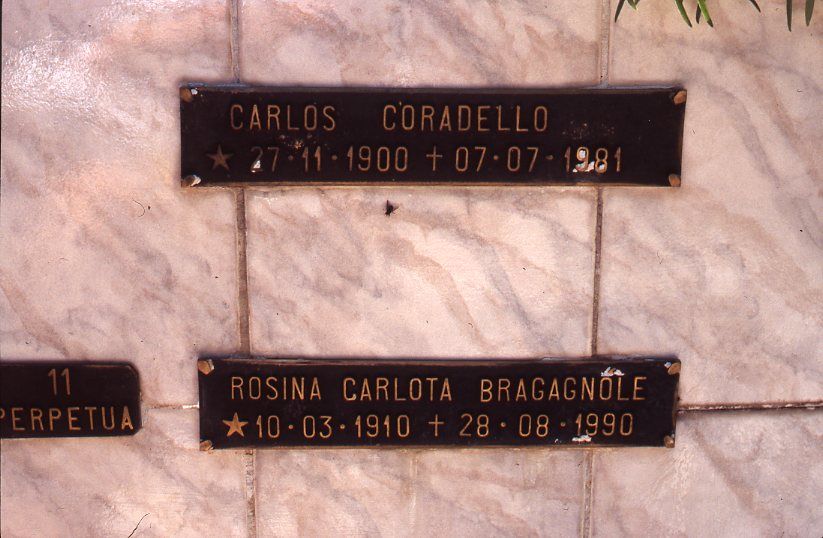 CARLOS CORADELLO
★ 27·11·1900 + 07·07·1981
ROSINA CARLOTA BRAGAGNOLE
★ 10·03·1910 + 28·08·1990
11
PERPETUA